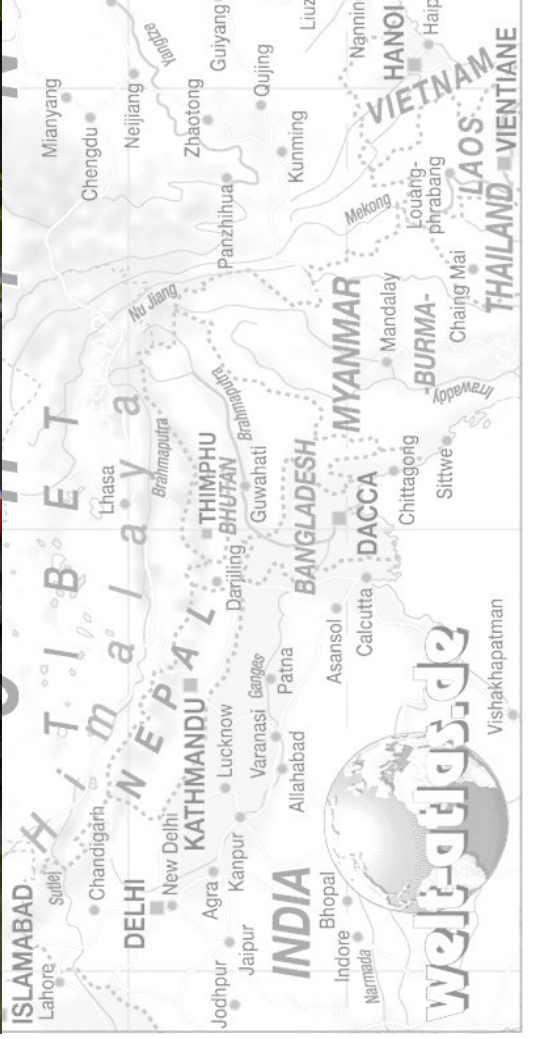 ISLAMABAD
Lahore
Sutlej
Chandigarh
DELHI
New Delhi
Agra
Jaipur
Jodhpur
Kanpur
Lucknow
Varanasi
Allahabad
Ganges
Patna
INDIA
Bhopal
Indore
Narmada
welt-atlas.de
Himalaya
TIBET
Lhasa
Brahmaputra
NEPAL
KATHMANDU
THIMPHU
BHUTAN
Darjiling
Guwahati
Brahmaputra
BANGLADESH
DACCA
Asansol
Calcutta
Chittagong
Sittwe
Vishakhapatman
MYANMAR
-BURMA-
Mandalay
Irrawaddy
Nu Jiang
Mianyang
Chengdu
Neijiang
Yangtze
Zhaotong
Guiyang
Qujing
Panzhihua
Kunming
Mekong
HANOI
VIETNAM
LAOS
Louang-
phrabang
VIENTIANE
THAILAND
Chaing Mai